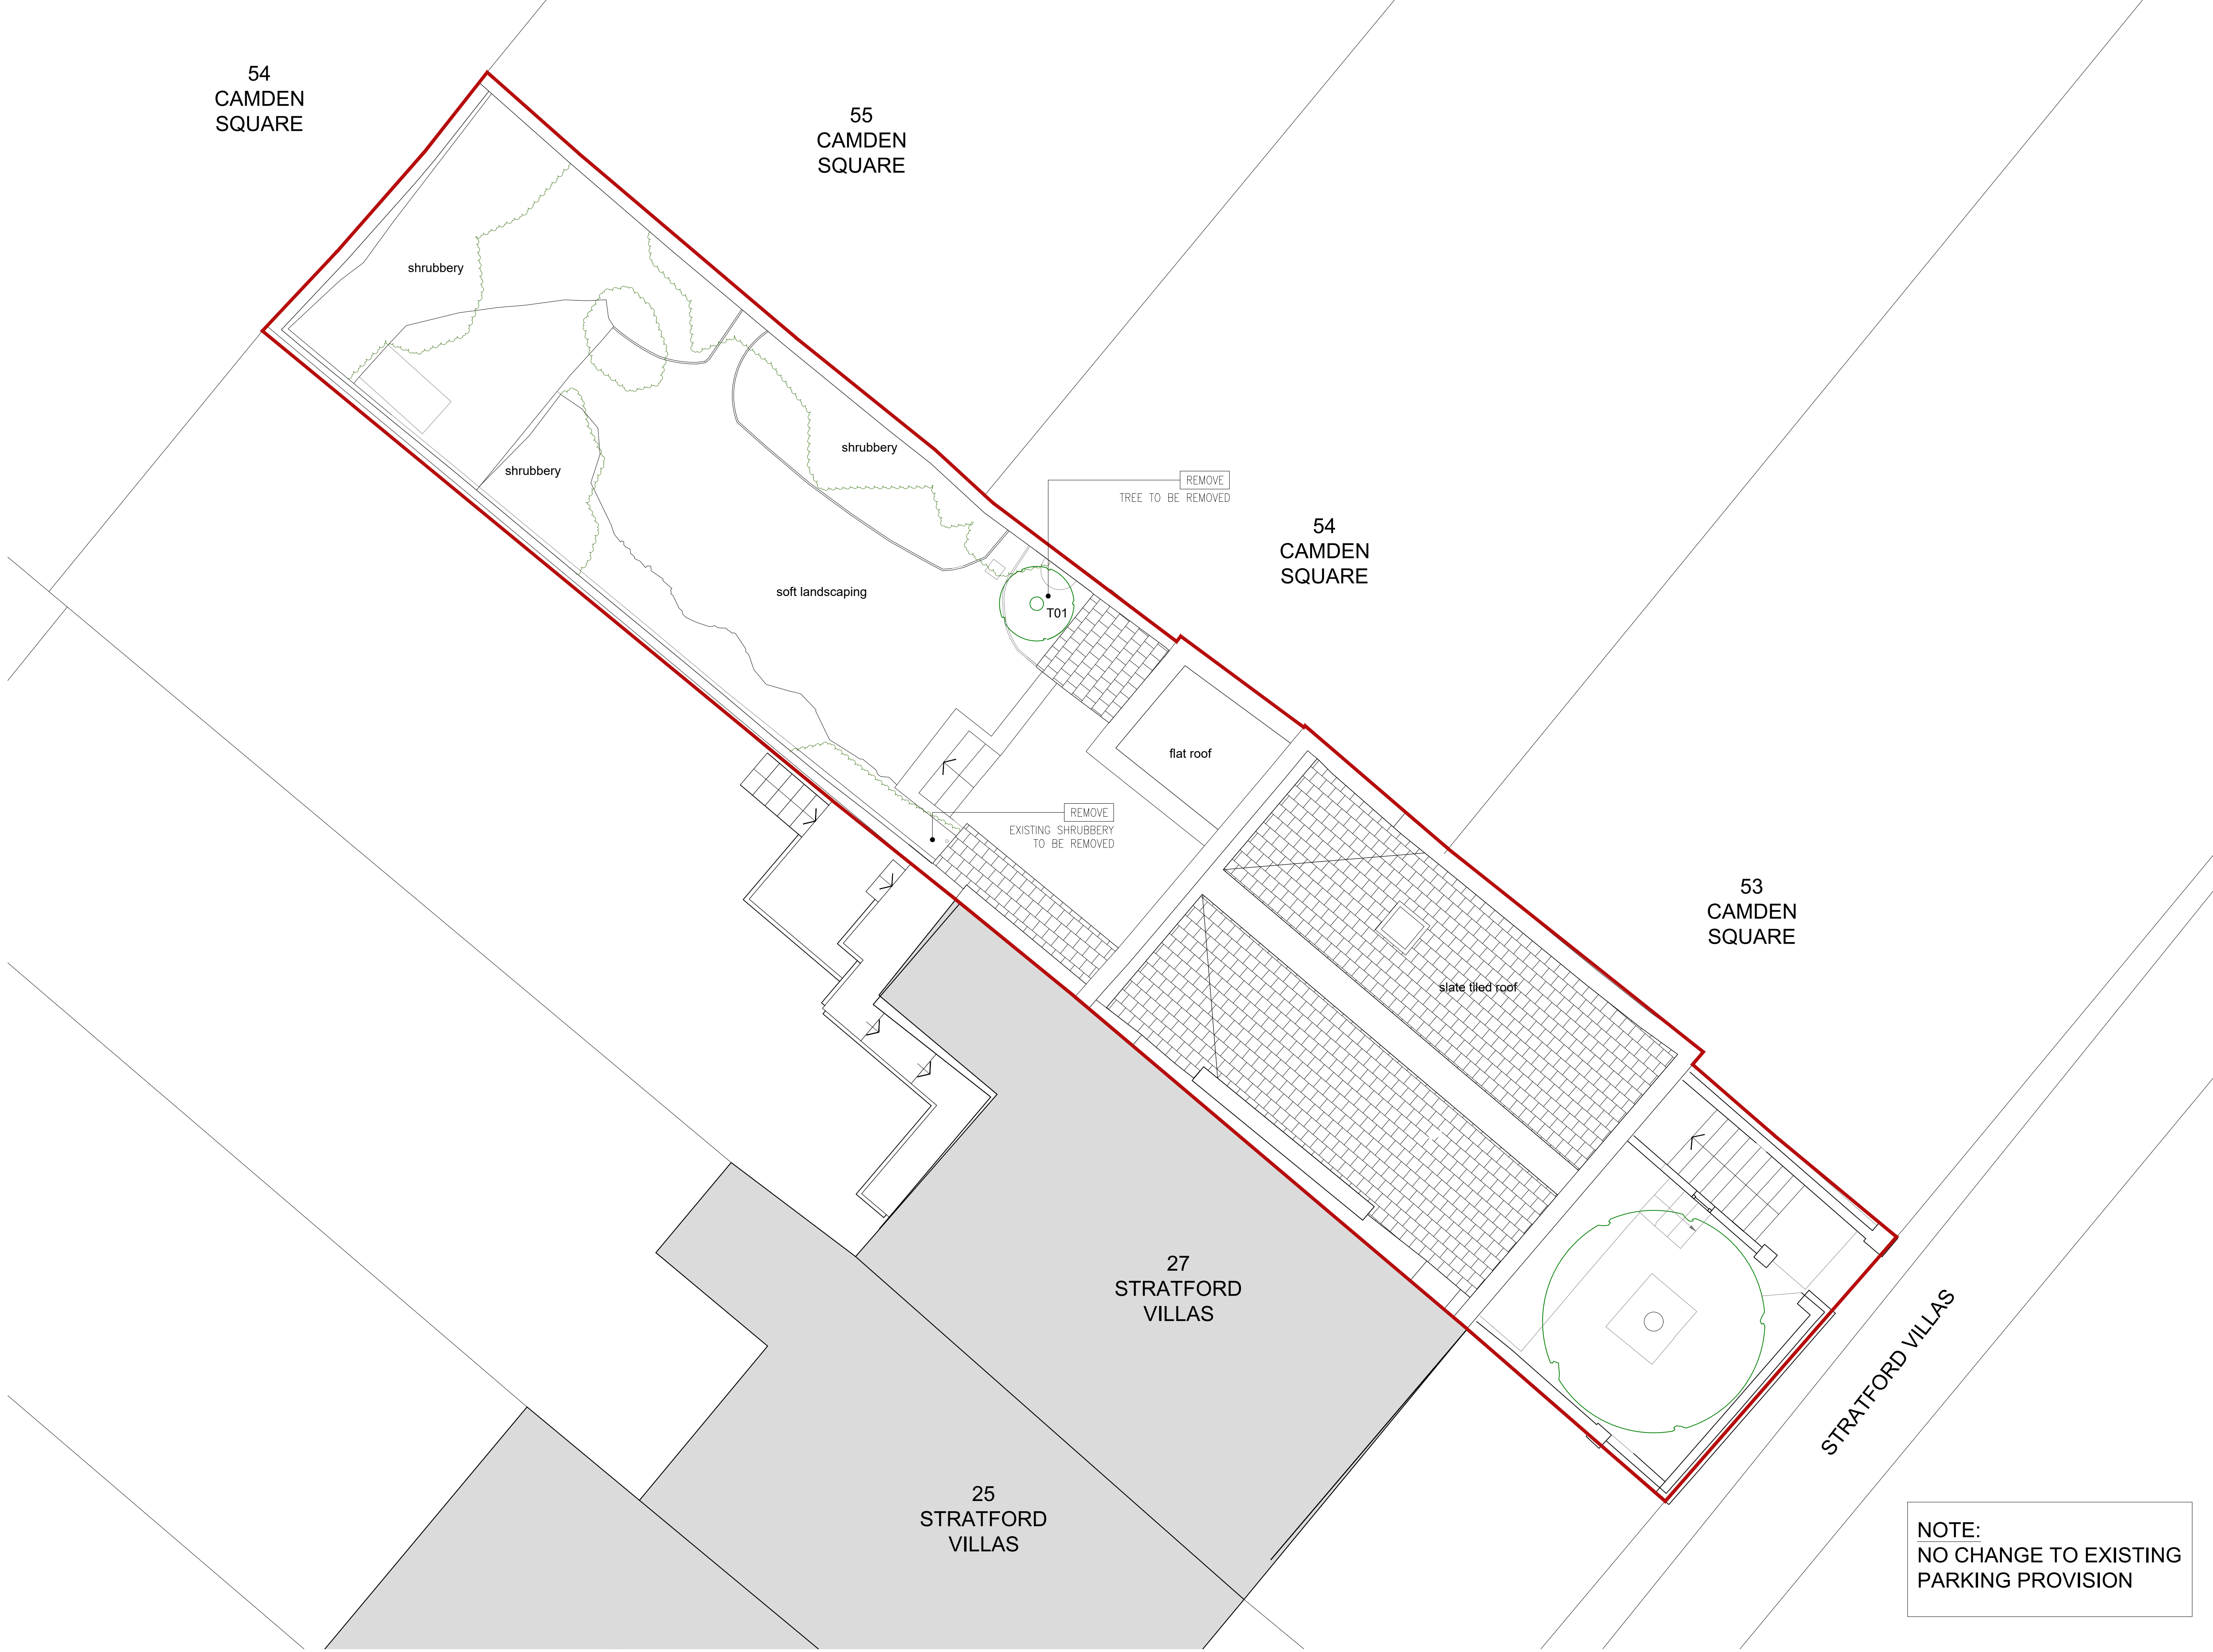 54
CAMDEN
SQUARE
55
CAMDEN
SQUARE
shrubbery
shrubbery
shrubbery
REMOVE
TREE TO BE REMOVED
54
CAMDEN
SQUARE
soft landscaping
T01
flat roof
REMOVE
EXISTING SHRUBBERY
TO BE REMOVED
53
CAMDEN
SQUARE
slate tiled roof
27
STRATFORD
VILLAS
STRATFORD VILLAS
25
STRATFORD
VILLAS
NOTE:
NO CHANGE TO EXISTING
PARKING PROVISION